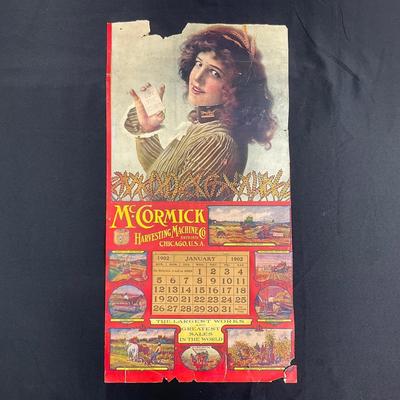 McCORMICK
HARVESTING MACHINE CO
CHICAGO, U.S.A.
1902 JANUARY 1902
1 2 3 4
5 6 7 8 9 10 11
12 13 14 15 16 17 18
19 20 21 22 23 24 25
26 27 28 29 30 31
THE LARGEST WORKS
AND
GREATEST
SALES
IN THE WORLD